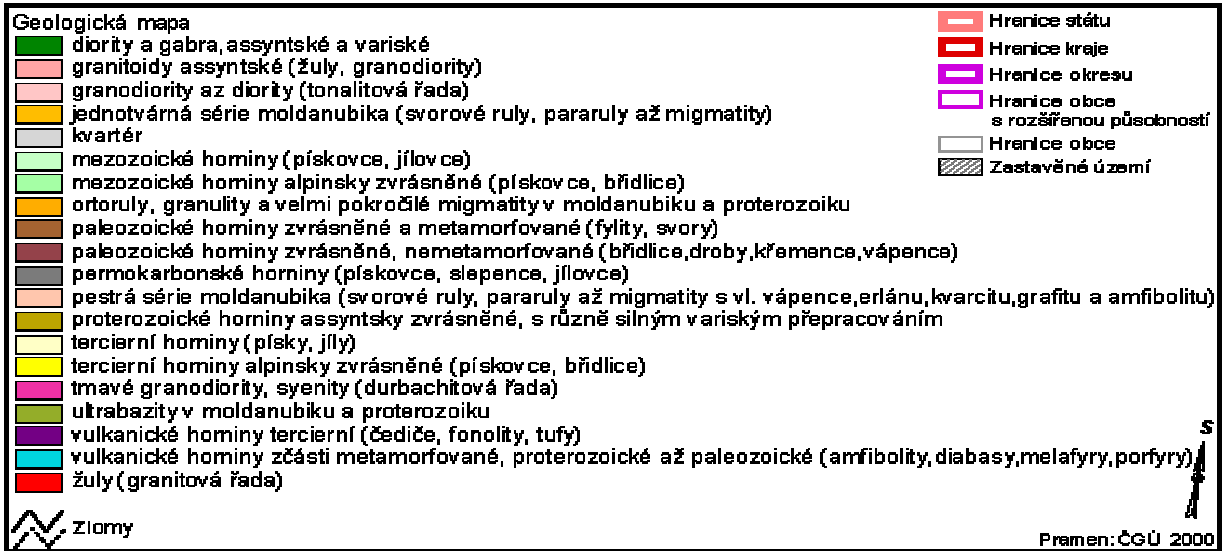 Geologická mapa
diority a gabra,assyntské a variské
granitoidy assyntské (žuly, granodiority)
granodiority az diority (tonalitová řada)
jednotvárná série moldanubika (svorové ruly, pararuly až migmatity)
kvartér
mezozoické horniny (pískovce, jílovce)
mezozoické horniny alpinsky zvrásněné (pískovce, břidlice)
ortoruly, granulity a velmi pokročilé migmatity v moldanubiku a proterozoiku
paleozoické horniny zvrásněné a metamorfované (fylity, svory)
paleozoické horniny zvrásněné, nemetamorfované (břidlice,droby,křemence,vápence)
permokarbonské horniny (pískovce, slepence, jílovce)
pestrá série moldanubika (svorové ruly, pararuly až migmatity s vl. vápence,erlánu,kvarcitu,grafitu a amfibolitu)
proterozoické horniny assyntsky zvrásněné, s různě silným variským přepracováním
tercierní horniny (písky, jíly)
tercierní horniny alpinsky zvrásněné (pískovce, břidlice)
tmavé granodiority, syenity (durbachitová řada)
ultrabazity v moldanubiku a proterozoiku
vulkanické horniny tercierní (čediče, fonolity, tufy)
vulkanické horniny zčásti metamorfované, proterozoické až paleozoické (amfibolity,diabasy,melafyry,porfyry)
žuly (granitová řada)
Zlomy
Hranice státu
Hranice kraje
Hranice okresu
Hranice obce
s rozšířenou působností
Hranice obce
Zastavěné území
S
Pramen: ČGÚ 2000